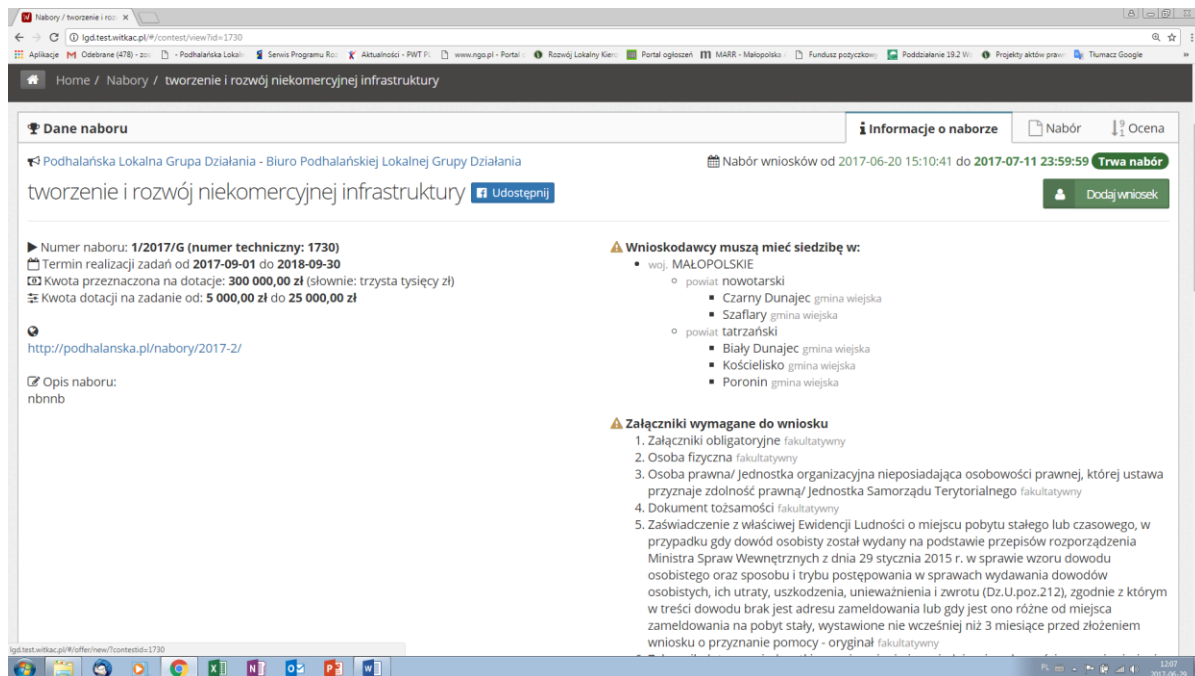 Nabory / tworzenie i roz
lgd.test.witkac.pl/#/contest/view?id=1730
Aplikacje Odebrane (478) - zos - Podhalańska Lokaln Serwis Programu Roz Aktualności - PWT PL www.ngo.pl - Portal o Rozwój Lokalny Kiero Portal ogłoszeń MARR - Małopolska Fundusz pożyczkowy Poddziałanie 19.2 Projekty aktów praw Tłumacz Google
Home / Nabory / tworzenie i rozwój niekomercyjnej infrastruktury
Dane naboru
Informacje o naborze Nabór Ocena
Podhalańska Lokalna Grupa Działania - Biuro Podhalańskiej Lokalnej Grupy Działania
Nabór wniosków od 2017-06-20 15:10:41 do 2017-07-11 23:59:59 Trwa nabór
tworzenie i rozwój niekomercyjnej infrastruktury Udostępnij
Dodaj wniosek
Numer naboru: 1/2017/G (numer techniczny: 1730)
Termin realizacji zadań od 2017-09-01 do 2018-09-30
Kwota przeznaczona na dotacje: 300 000,00 zł (słownie: trzysta tysięcy zł)
Kwota dotacji na zadanie od: 5 000,00 zł do 25 000,00 zł
http://podhalanska.pl/nabory/2017-2/
Opis naboru:
nbnnb
Wnioskodawcy muszą mieć siedzibę w:
woj. MAŁOPOLSKIE
powiat nowotarski
Czarny Dunajec gmina wiejska
Szaflary gmina wiejska
powiat tatrzański
Biały Dunajec gmina wiejska
Kościelisko gmina wiejska
Poronin gmina wiejska
Załączniki wymagane do wniosku
1. Załączniki obligatoryjne fakultatywny
2. Osoba fizyczna fakultatywny
3. Osoba prawna/ Jednostka organizacyjna nieposiadająca osobowości prawnej, której ustawa
przyznaje zdolność prawną/ Jednostka Samorządu Terytorialnego fakultatywny
4. Dokument tożsamości fakultatywny
5. Zaświadczenie z właściwej Ewidencji Ludności o miejscu pobytu stałego lub czasowego, w
przypadku gdy dowód osobisty został wydany na podstawie przepisów rozporządzenia
Ministra Spraw Wewnętrznych z dnia 29 stycznia 2015 r. w sprawie wzoru dowodu
osobistego oraz sposobu i trybu postępowania w sprawach wydawania dowodów
osobistych, ich utraty, uszkodzenia, unieważnienia i zwrotu (Dz.U.poz.212), zgodnie z którym
w treści dowodu brak jest adresu zameldowania lub gdy jest ono różne od miejsca
zameldowania na pobyt stały, wystawione nie wcześniej niż 3 miesiące przed złożeniem
wniosku o przyznanie pomocy - oryginał fakultatywny
lgd.test.witkac.pl/#/offer/new/?contestid=1730
PL
12:07
2017-06-29